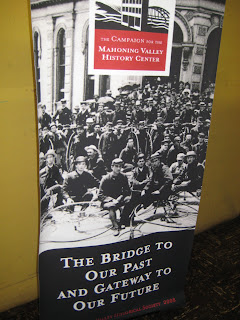 THE CAMPAIGN FOR THE
MAHONING VALLEY
HISTORY CENTER
THE BRIDGE TO
OUR PAST
AND GATEWAY TO
OUR FUTURE